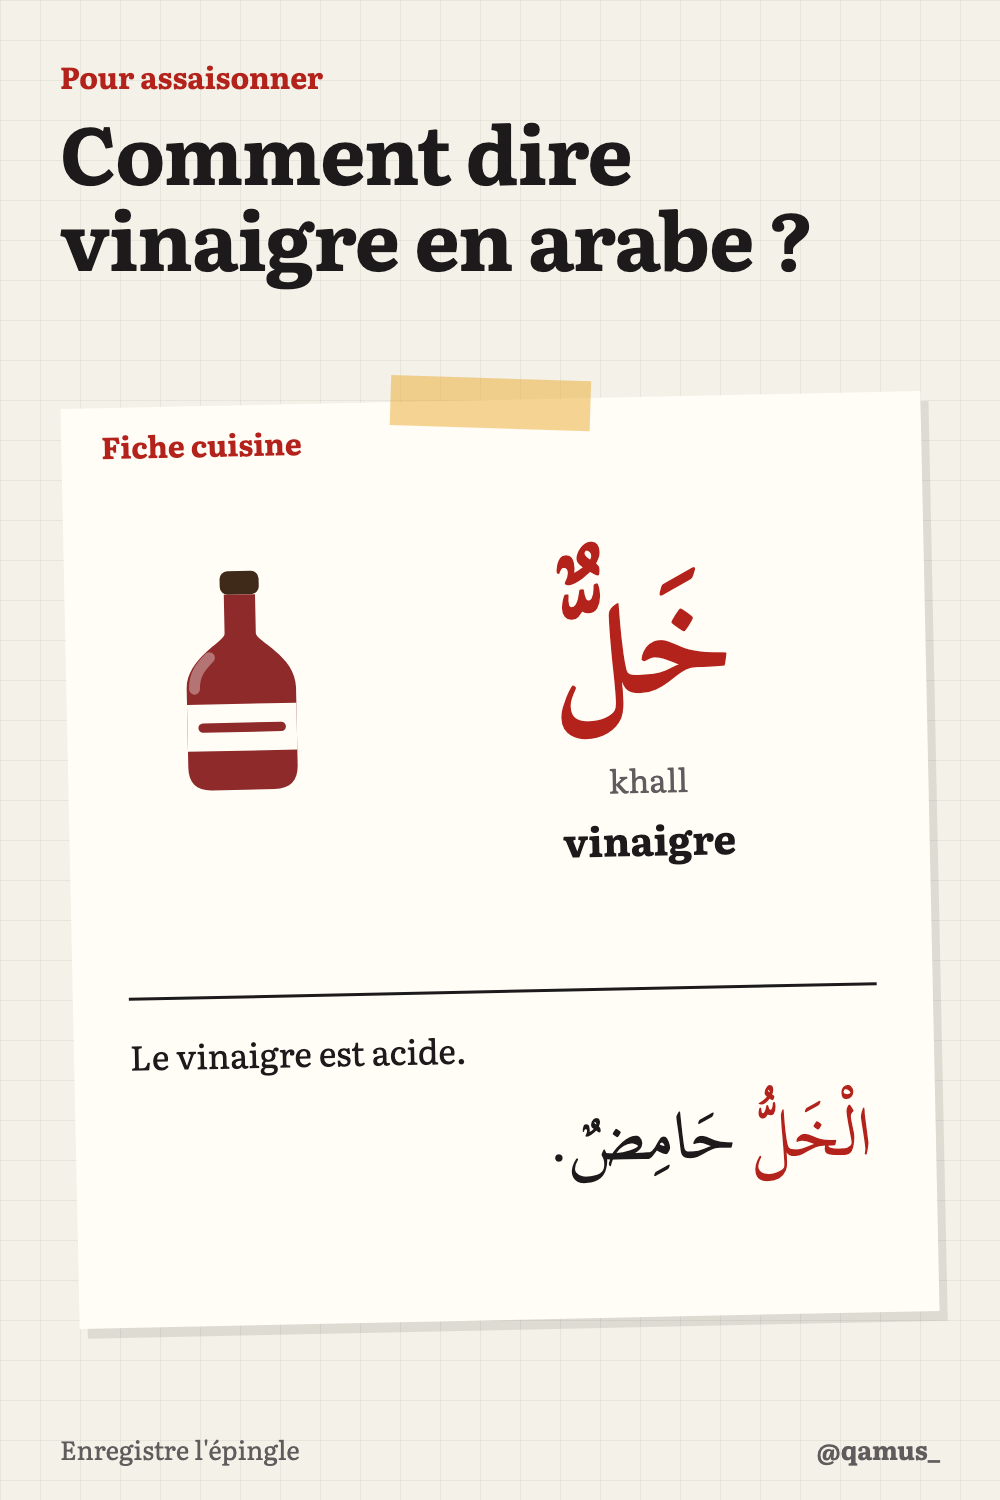 Pour assaisonner
Comment dire
vinaigre en arabe ?
Fiche cuisine
خَلٌّ
khall
vinaigre
Le vinaigre est acide.
الْخَلُّ حَامِضٌ.
Enregistre l'épingle
@qamus_